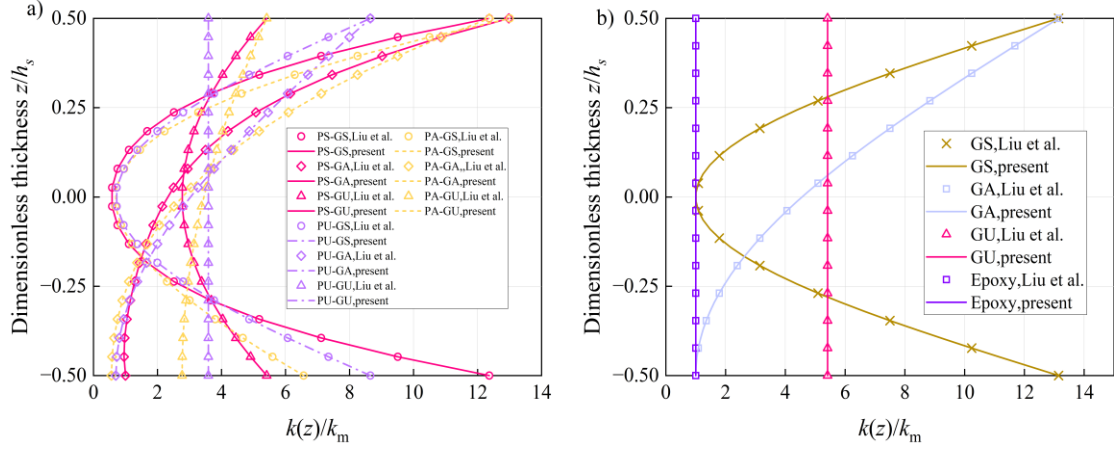 a)
Dimensionless thickness z/hₛ
0.50
0.25
0.00
−0.25
−0.50
PS-GS,Liu et al.
PS-GS,present
PS-GA,Liu et al.
PS-GA,present
PS-GU,Liu et al.
PS-GU,present
PU-GS,Liu et al.
PU-GS,present
PU-GA,Liu et al.
PU-GA,present
PU-GU,Liu et al.
PU-GU,present
PA-GS,Liu et al.
PA-GS,present
PA-GA,,Liu et al.
PA-GA,present
PA-GU,Liu et al.
PA-GU,present
0 2 4 6 8 10 12 14
k(z)/kₘ
b)
Dimensionless thickness z/hₛ
0.50
0.25
0.00
−0.25
−0.50
GS,Liu et al.
GS,present
GA,Liu et al.
GA,present
GU,Liu et al.
GU,present
Epoxy,Liu et al.
Epoxy,present
0 2 4 6 8 10 12 14
k(z)/kₘ